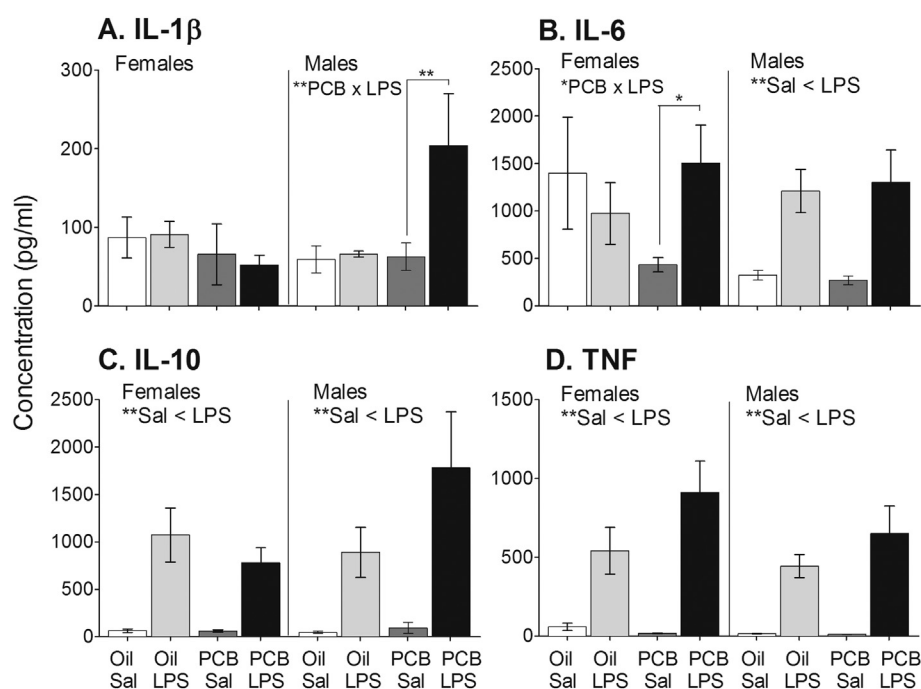 A. IL-1β
Females
Males
**PCB x LPS
**
300
200
100
0
B. IL-6
Females
*PCB x LPS
*
Males
**Sal < LPS
2500
2000
1500
1000
500
0
Concentration (pg/ml)
C. IL-10
Females
**Sal < LPS
Males
**Sal < LPS
2500
2000
1500
1000
500
0
D. TNF
Females
**Sal < LPS
Males
**Sal < LPS
1500
1000
500
0
Oil Oil PCB PCB Oil Oil PCB PCB
Sal LPS Sal LPS Sal LPS Sal LPS
Oil Oil PCB PCB Oil Oil PCB PCB
Sal LPS Sal LPS Sal LPS Sal LPS